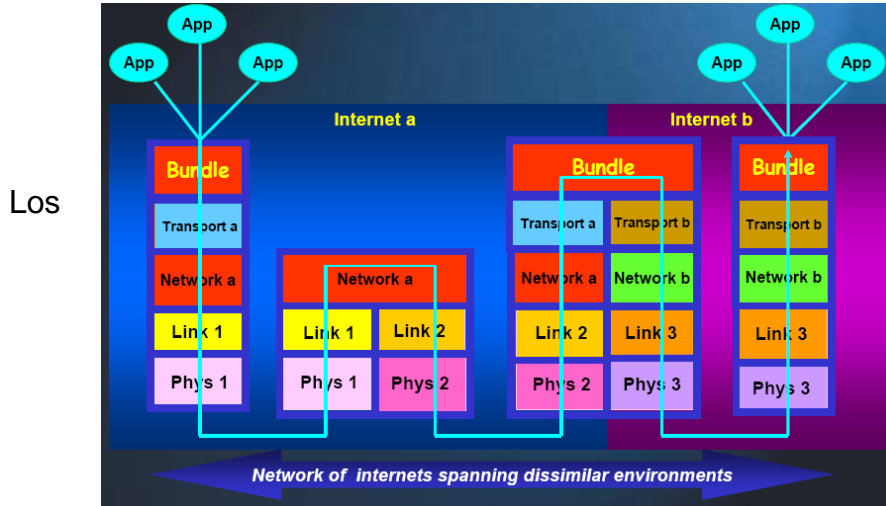 App
App
App
App
App
App
Internet a
Internet b
Los
Bundle
Transport a
Network a
Link 1
Phys 1
Network a
Link 1
Link 2
Phys 1
Phys 2
Bundle
Transport a
Transport b
Network a
Network b
Link 2
Link 3
Phys 2
Phys 3
Bundle
Transport b
Network b
Link 3
Phys 3
Network of internets spanning dissimilar environments